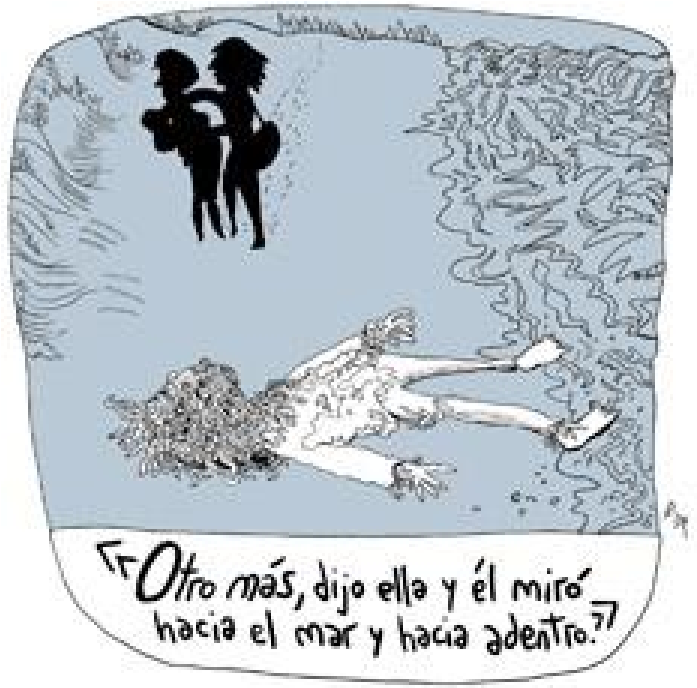 “Otro más, dijo ella y él miró
hacia el mar y hacia adentro.”